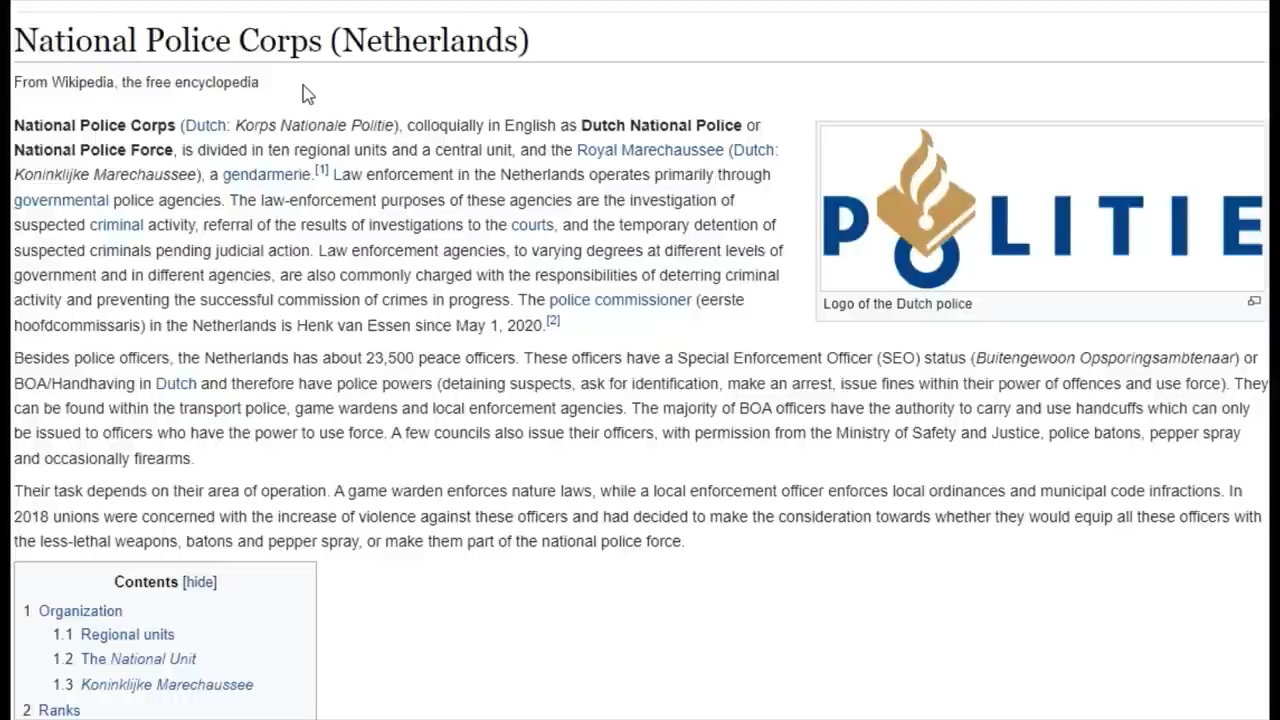 National Police Corps (Netherlands)
From Wikipedia, the free encyclopedia
National Police Corps (Dutch: Korps Nationale Politie), colloquially in English as Dutch National Police or
National Police Force, is divided in ten regional units and a central unit, and the Royal Marechaussee (Dutch:
Koninklijke Marechaussee), a gendarmerie.[1] Law enforcement in the Netherlands operates primarily through
governmental police agencies. The law-enforcement purposes of these agencies are the investigation of
suspected criminal activity, referral of the results of investigations to the courts, and the temporary detention of
suspected criminals pending judicial action. Law enforcement agencies, to varying degrees at different levels of
government and in different agencies, are also commonly charged with the responsibilities of deterring criminal
activity and preventing the successful commission of crimes in progress. The police commissioner (eerste
hoofdcommissaris) in the Netherlands is Henk van Essen since May 1, 2020.[2]
POLITIE
Logo of the Dutch police
Besides police officers, the Netherlands has about 23,500 peace officers. These officers have a Special Enforcement Officer (SEO) status (Buitengewoon Opsporingsambtenaar) or
BOA/Handhaving in Dutch and therefore have police powers (detaining suspects, ask for identification, make an arrest, issue fines within their power of offences and use force). They
can be found within the transport police, game wardens and local enforcement agencies. The majority of BOA officers have the authority to carry and use handcuffs which can only
be issued to officers who have the power to use force. A few councils also issue their officers, with permission from the Ministry of Safety and Justice, police batons, pepper spray
and occasionally firearms.
Their task depends on their area of operation. A game warden enforces nature laws, while a local enforcement officer enforces local ordinances and municipal code infractions. In
2018 unions were concerned with the increase of violence against these officers and had decided to make the consideration towards whether they would equip all these officers with
the less-lethal weapons, batons and pepper spray, or make them part of the national police force.
Contents [hide]
1 Organization
1.1 Regional units
1.2 The National Unit
1.3 Koninklijke Marechaussee
2 Ranks